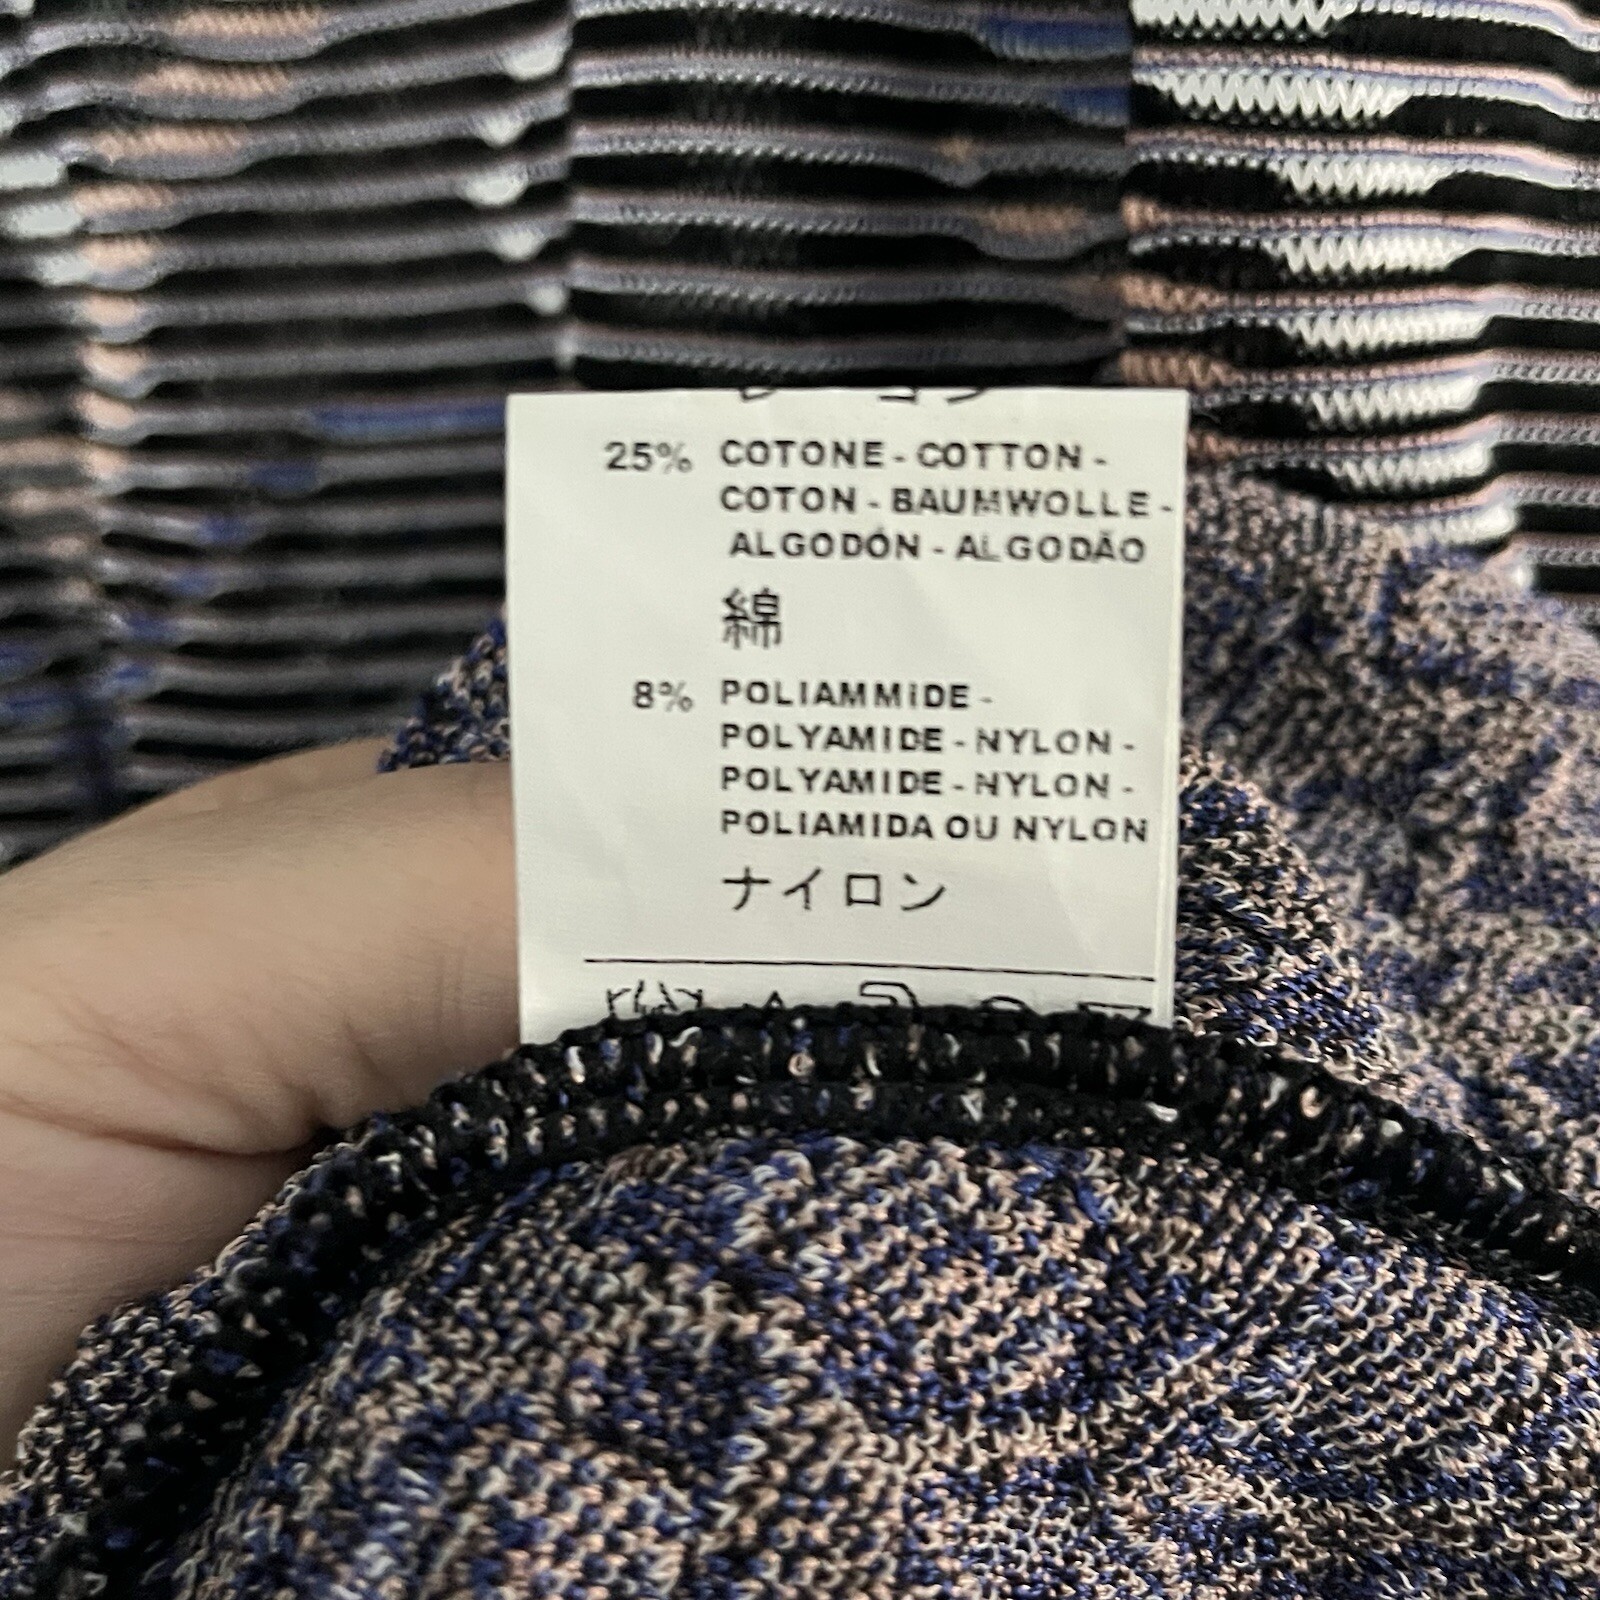 25% COTONE - COTTON -
COTON - BAUMWOLLE -
ALGODÓN - ALGODÃO
綿
8% POLIAMMIDE -
POLYAMIDE - NYLON -
POLYAMIDE - NYLON -
POLIAMIDA OU NYLON
ナイロン